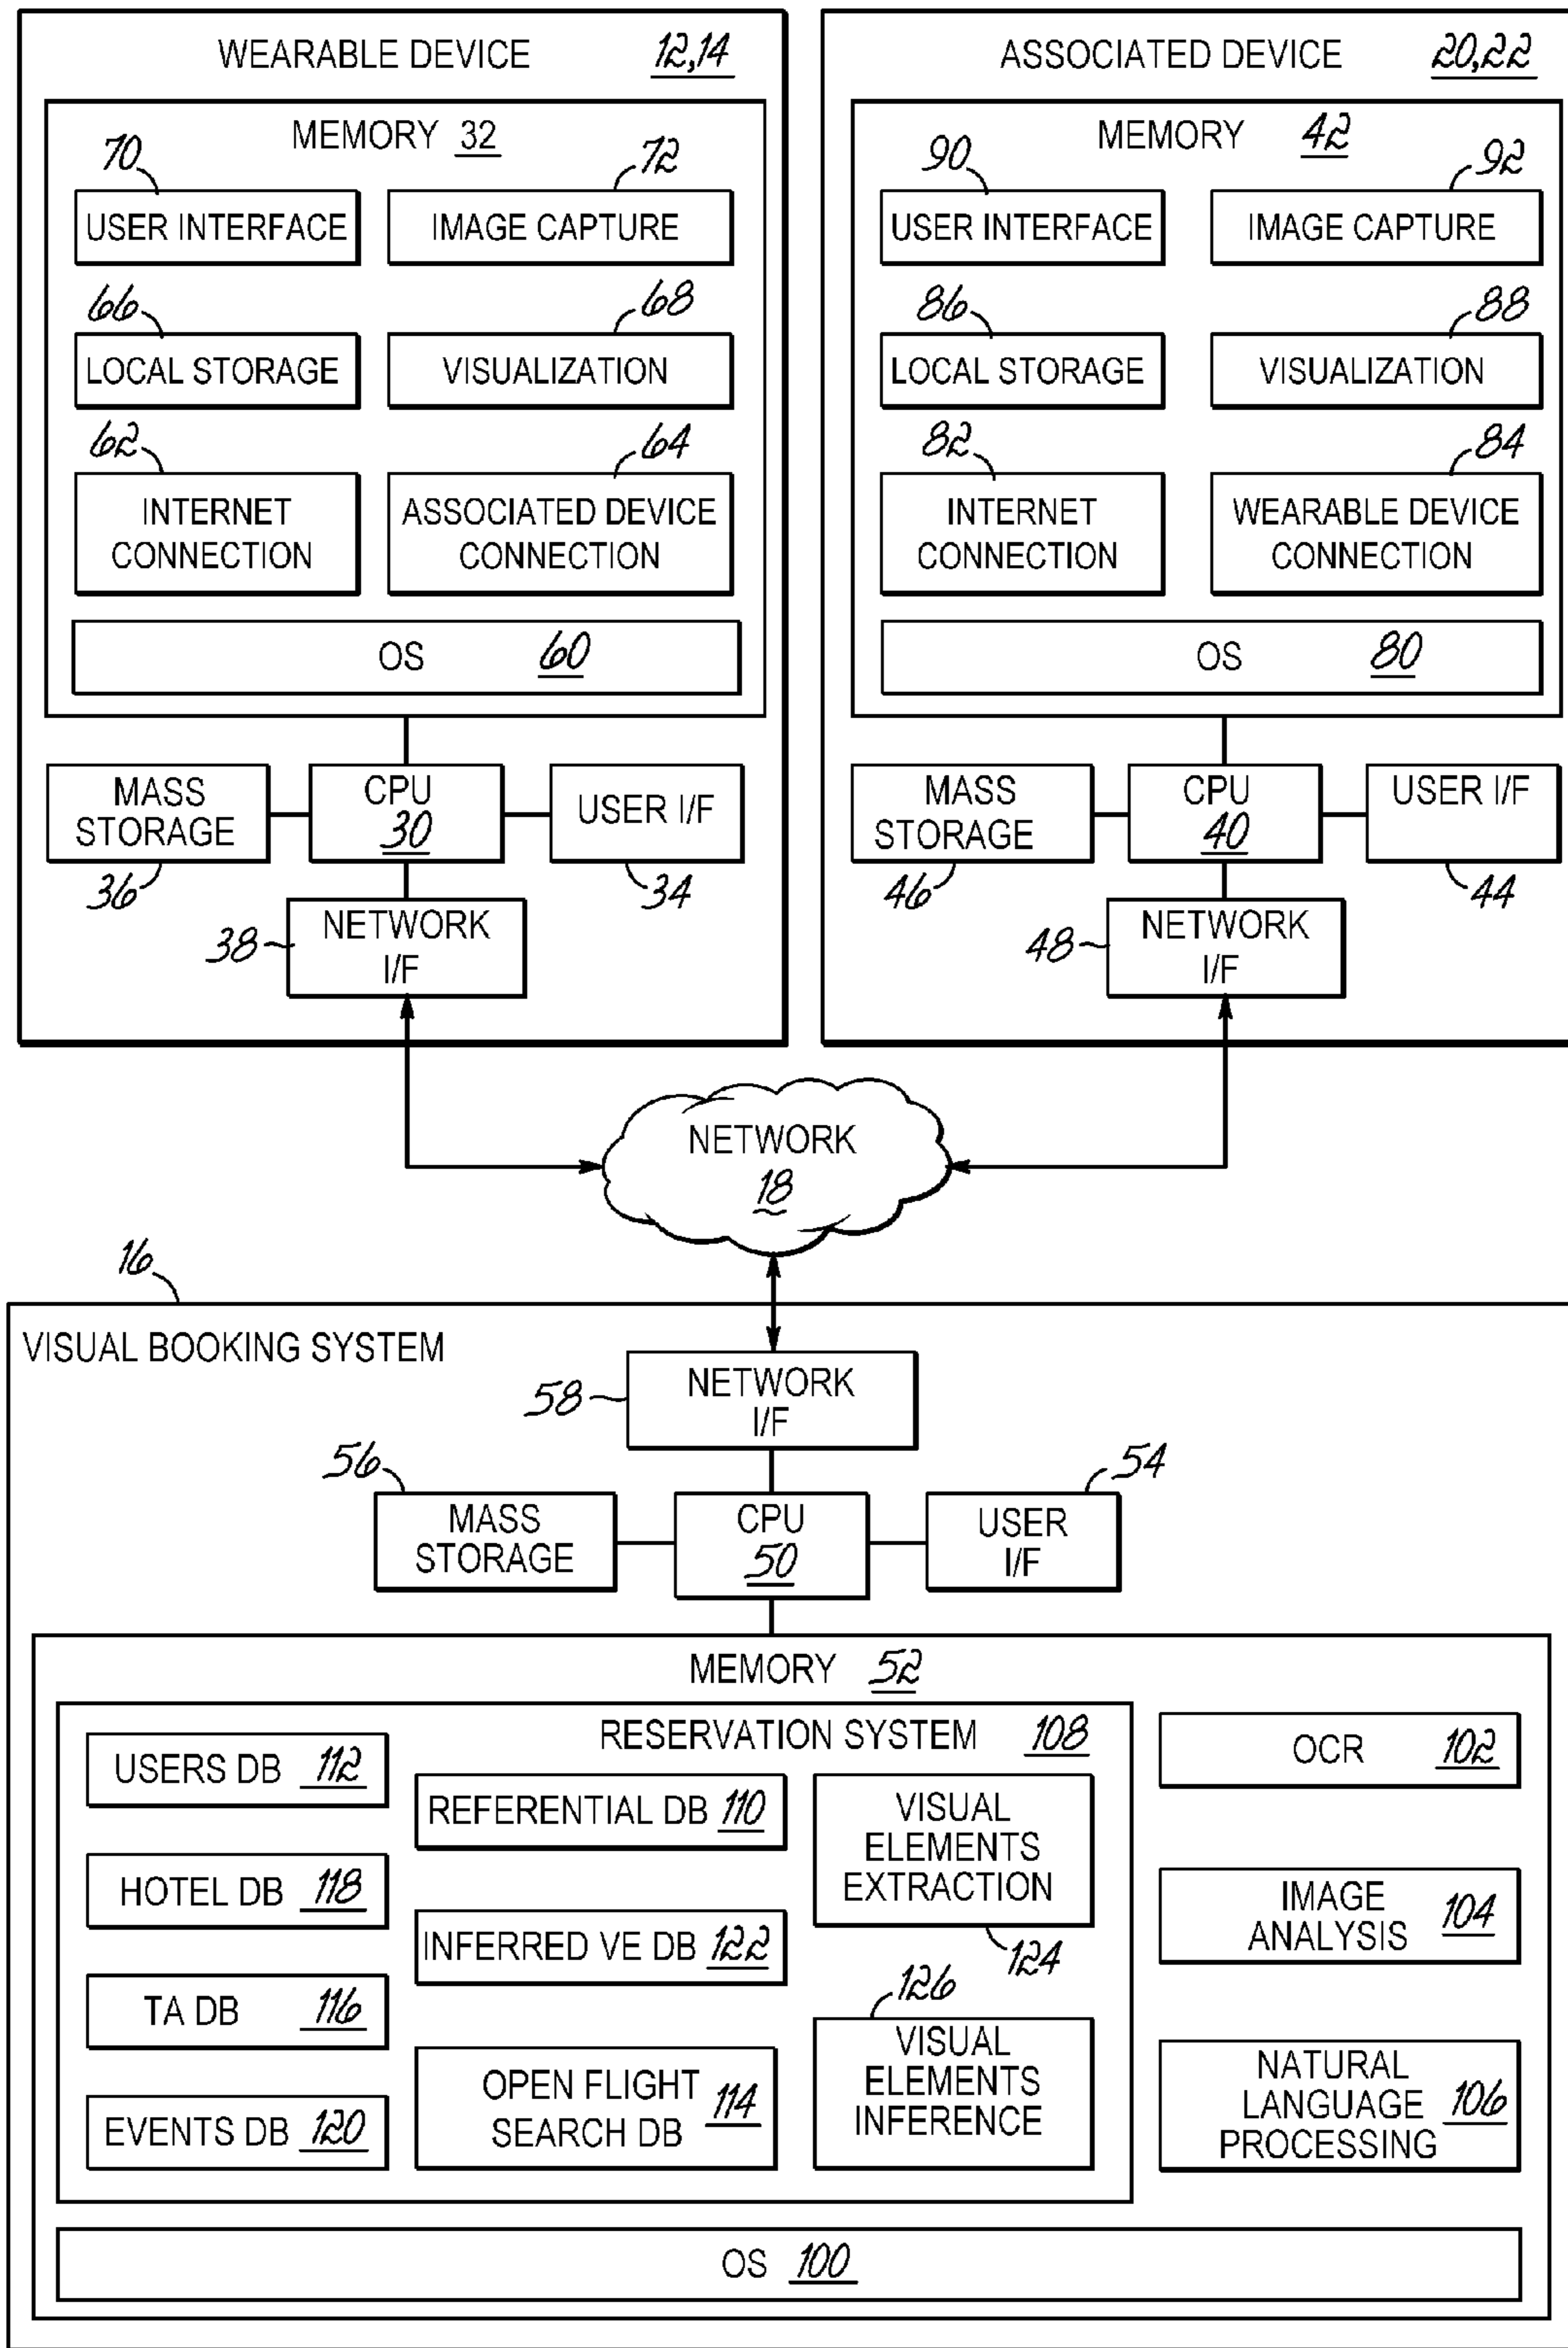 WEARABLE DEVICE 12,14
MEMORY 32
70
72
USER INTERFACE
IMAGE CAPTURE
66
68
LOCAL STORAGE
VISUALIZATION
62
64
INTERNET
CONNECTION
ASSOCIATED DEVICE
CONNECTION
OS 60
MASS
STORAGE
36
CPU
30
USER I/F
34
38
NETWORK
I/F
ASSOCIATED DEVICE 20,22
MEMORY 42
90
92
USER INTERFACE
IMAGE CAPTURE
86
88
LOCAL STORAGE
VISUALIZATION
82
84
INTERNET
CONNECTION
WEARABLE DEVICE
CONNECTION
OS 80
MASS
STORAGE
46
CPU
40
USER I/F
44
48
NETWORK
I/F
NETWORK
18
16
VISUAL BOOKING SYSTEM
58
NETWORK
I/F
56
MASS
STORAGE
CPU
50
54
USER
I/F
MEMORY 52
RESERVATION SYSTEM 108
USERS DB 112
HOTEL DB 118
TA DB 116
EVENTS DB 120
REFERENTIAL DB 110
INFERRED VE DB 122
OPEN FLIGHT
SEARCH DB 114
VISUAL
ELEMENTS
EXTRACTION
124
126
VISUAL
ELEMENTS
INFERENCE
OCR 102
IMAGE
ANALYSIS 104
NATURAL
LANGUAGE
PROCESSING 106
OS 100